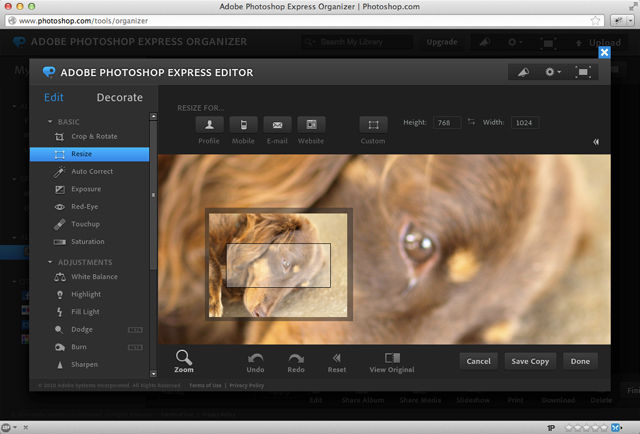 Adobe Photoshop Express Organizer | Photoshop.com
www.photoshop.com/tools/organizer
ADOBE PHOTOSHOP EXPRESS ORGANIZER
Search My Library
Upgrade
Upload
ADOBE PHOTOSHOP EXPRESS EDITOR
Edit
Decorate
BASIC
Crop & Rotate
Resize
Auto Correct
Exposure
Red-Eye
Touchup
Saturation
ADJUSTMENTS
White Balance
Highlight
Fill Light
Dodge
Burn
Sharpen
RESIZE FOR...
Profile
Mobile
E-mail
Website
Custom
Height: 768
Width: 1024
Zoom
Undo
Redo
Reset
View Original
Cancel
Save Copy
Done
© 2010 Adobe Systems Incorporated. All Rights Reserved. Terms of Use | Privacy Policy
Edit
Share Album
Share Media
Slideshow
Print
Download
Delete